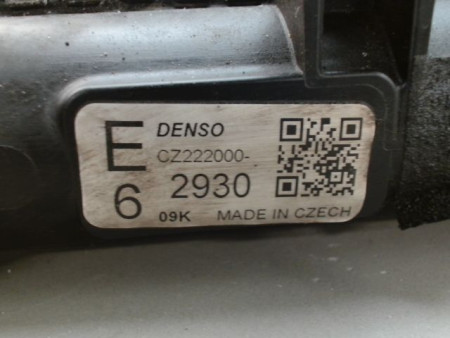 E DENSO
CZ222000-
6 2930
09K MADE IN CZECH